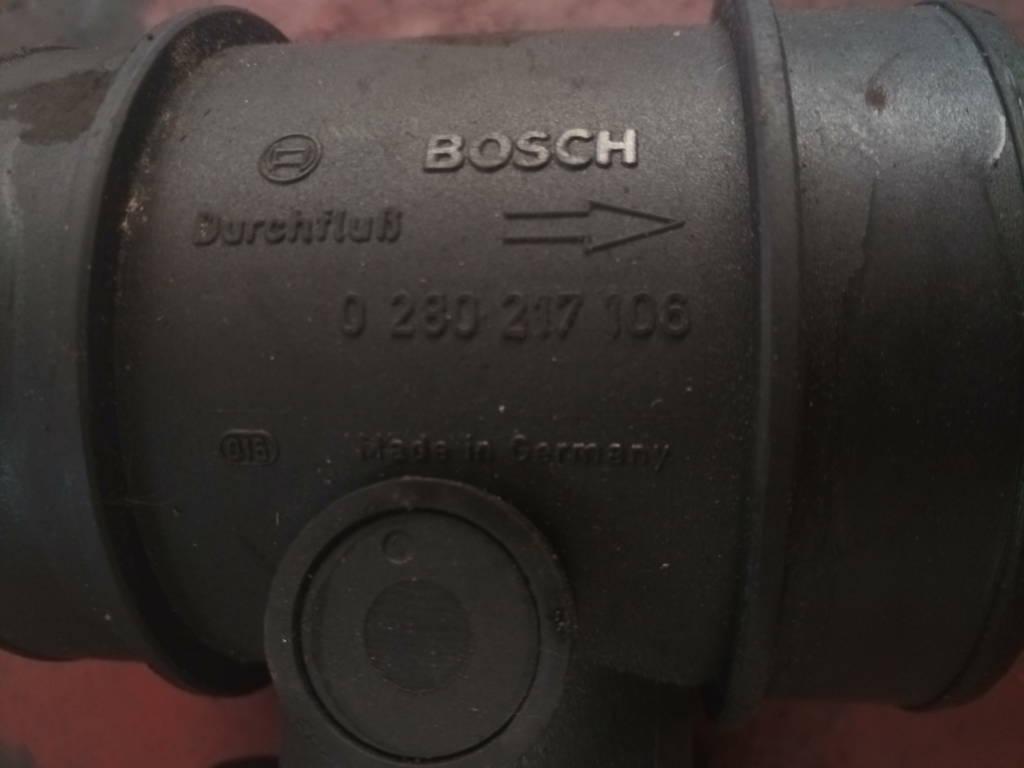 BOSCH
Durchfluß
0 280 217 106
Made in Germany